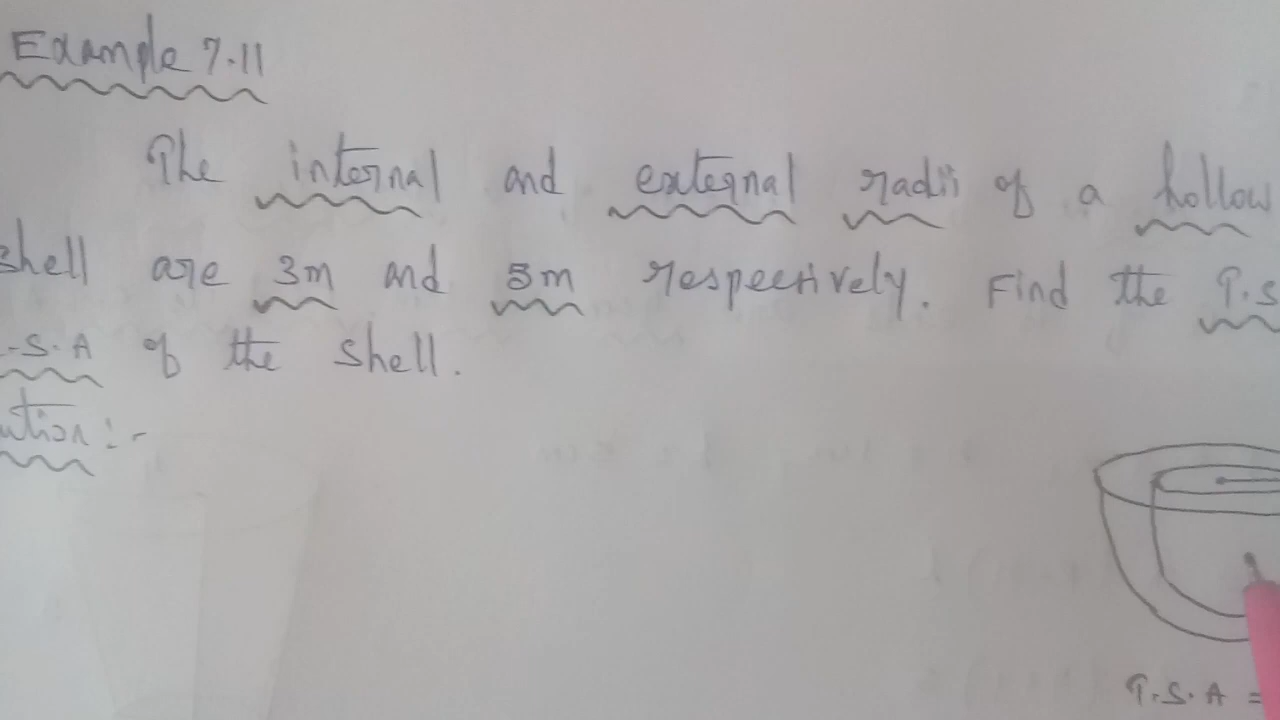 Example 7.11
The internal and external radii of a hollow
shell are 3m and 5m respectively. Find the T.S
.S.A of the shell.
ution:-
T.S.A =